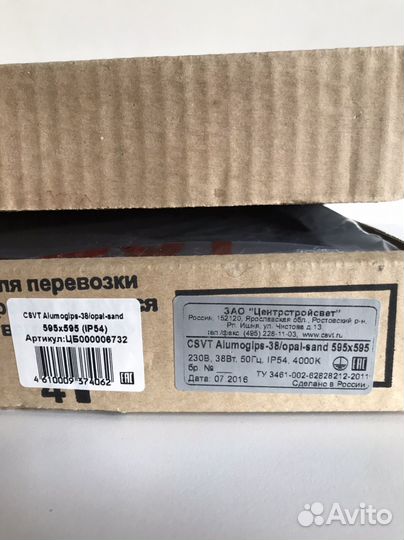 ля перевозки
CSVT Alumogips-38/opal-sand
595x595 (IP54)
Артикул:ЦБ000006732
4 610009 374062
ЗАО "Центрстройсвет"
Россия, 152120, Ярославская обл., Ростовский р-н,
Рп. Ишня, ул. Чистова д.13
тел./факс (495) 228-11-03, www.csvt.ru
CSVT Alumogips-38/opal-sand 595x595
230В, 38Вт, 50Гц, IP54, 4000K
бр. №
ТУ 3461-002-62828212-2011
Дата: 07.2016
Сделано в России
Avito